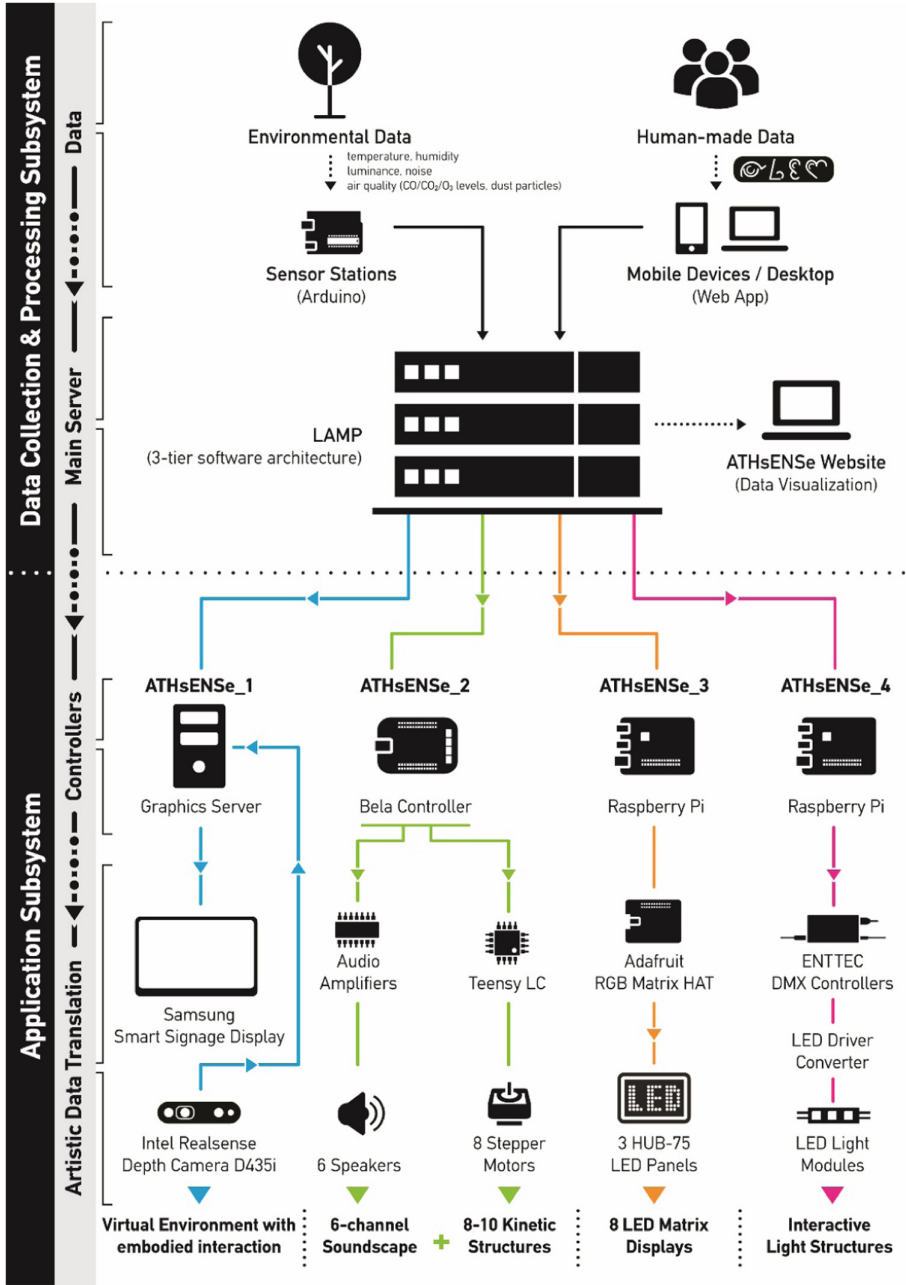 Data Collection & Processing Subsystem
Application Subsystem
Data
Main Server
Controllers
Artistic Data Translation
Environmental Data
temperature, humidity
luminance, noise
air quality (CO/CO₂/O₃ levels, dust particles)
Human-made Data
Sensor Stations
(Arduino)
Mobile Devices / Desktop
(Web App)
LAMP
(3-tier software architecture)
ATHsENSe Website
(Data Visualization)
ATHsENSe_1
ATHsENSe_2
ATHsENSe_3
ATHsENSe_4
Graphics Server
Bela Controller
Raspberry Pi
Raspberry Pi
Samsung
Smart Signage Display
Audio
Amplifiers
Teensy LC
Adafruit
RGB Matrix HAT
ENTTEC
DMX Controllers
LED Driver
Converter
Intel Realsense
Depth Camera D435i
6 Speakers
8 Stepper
Motors
LED
3 HUB-75
LED Panels
LED Light
Modules
Virtual Environment with
embodied interaction
6-channel
Soundscape
+
8-10 Kinetic
Structures
8 LED Matrix
Displays
Interactive
Light Structures